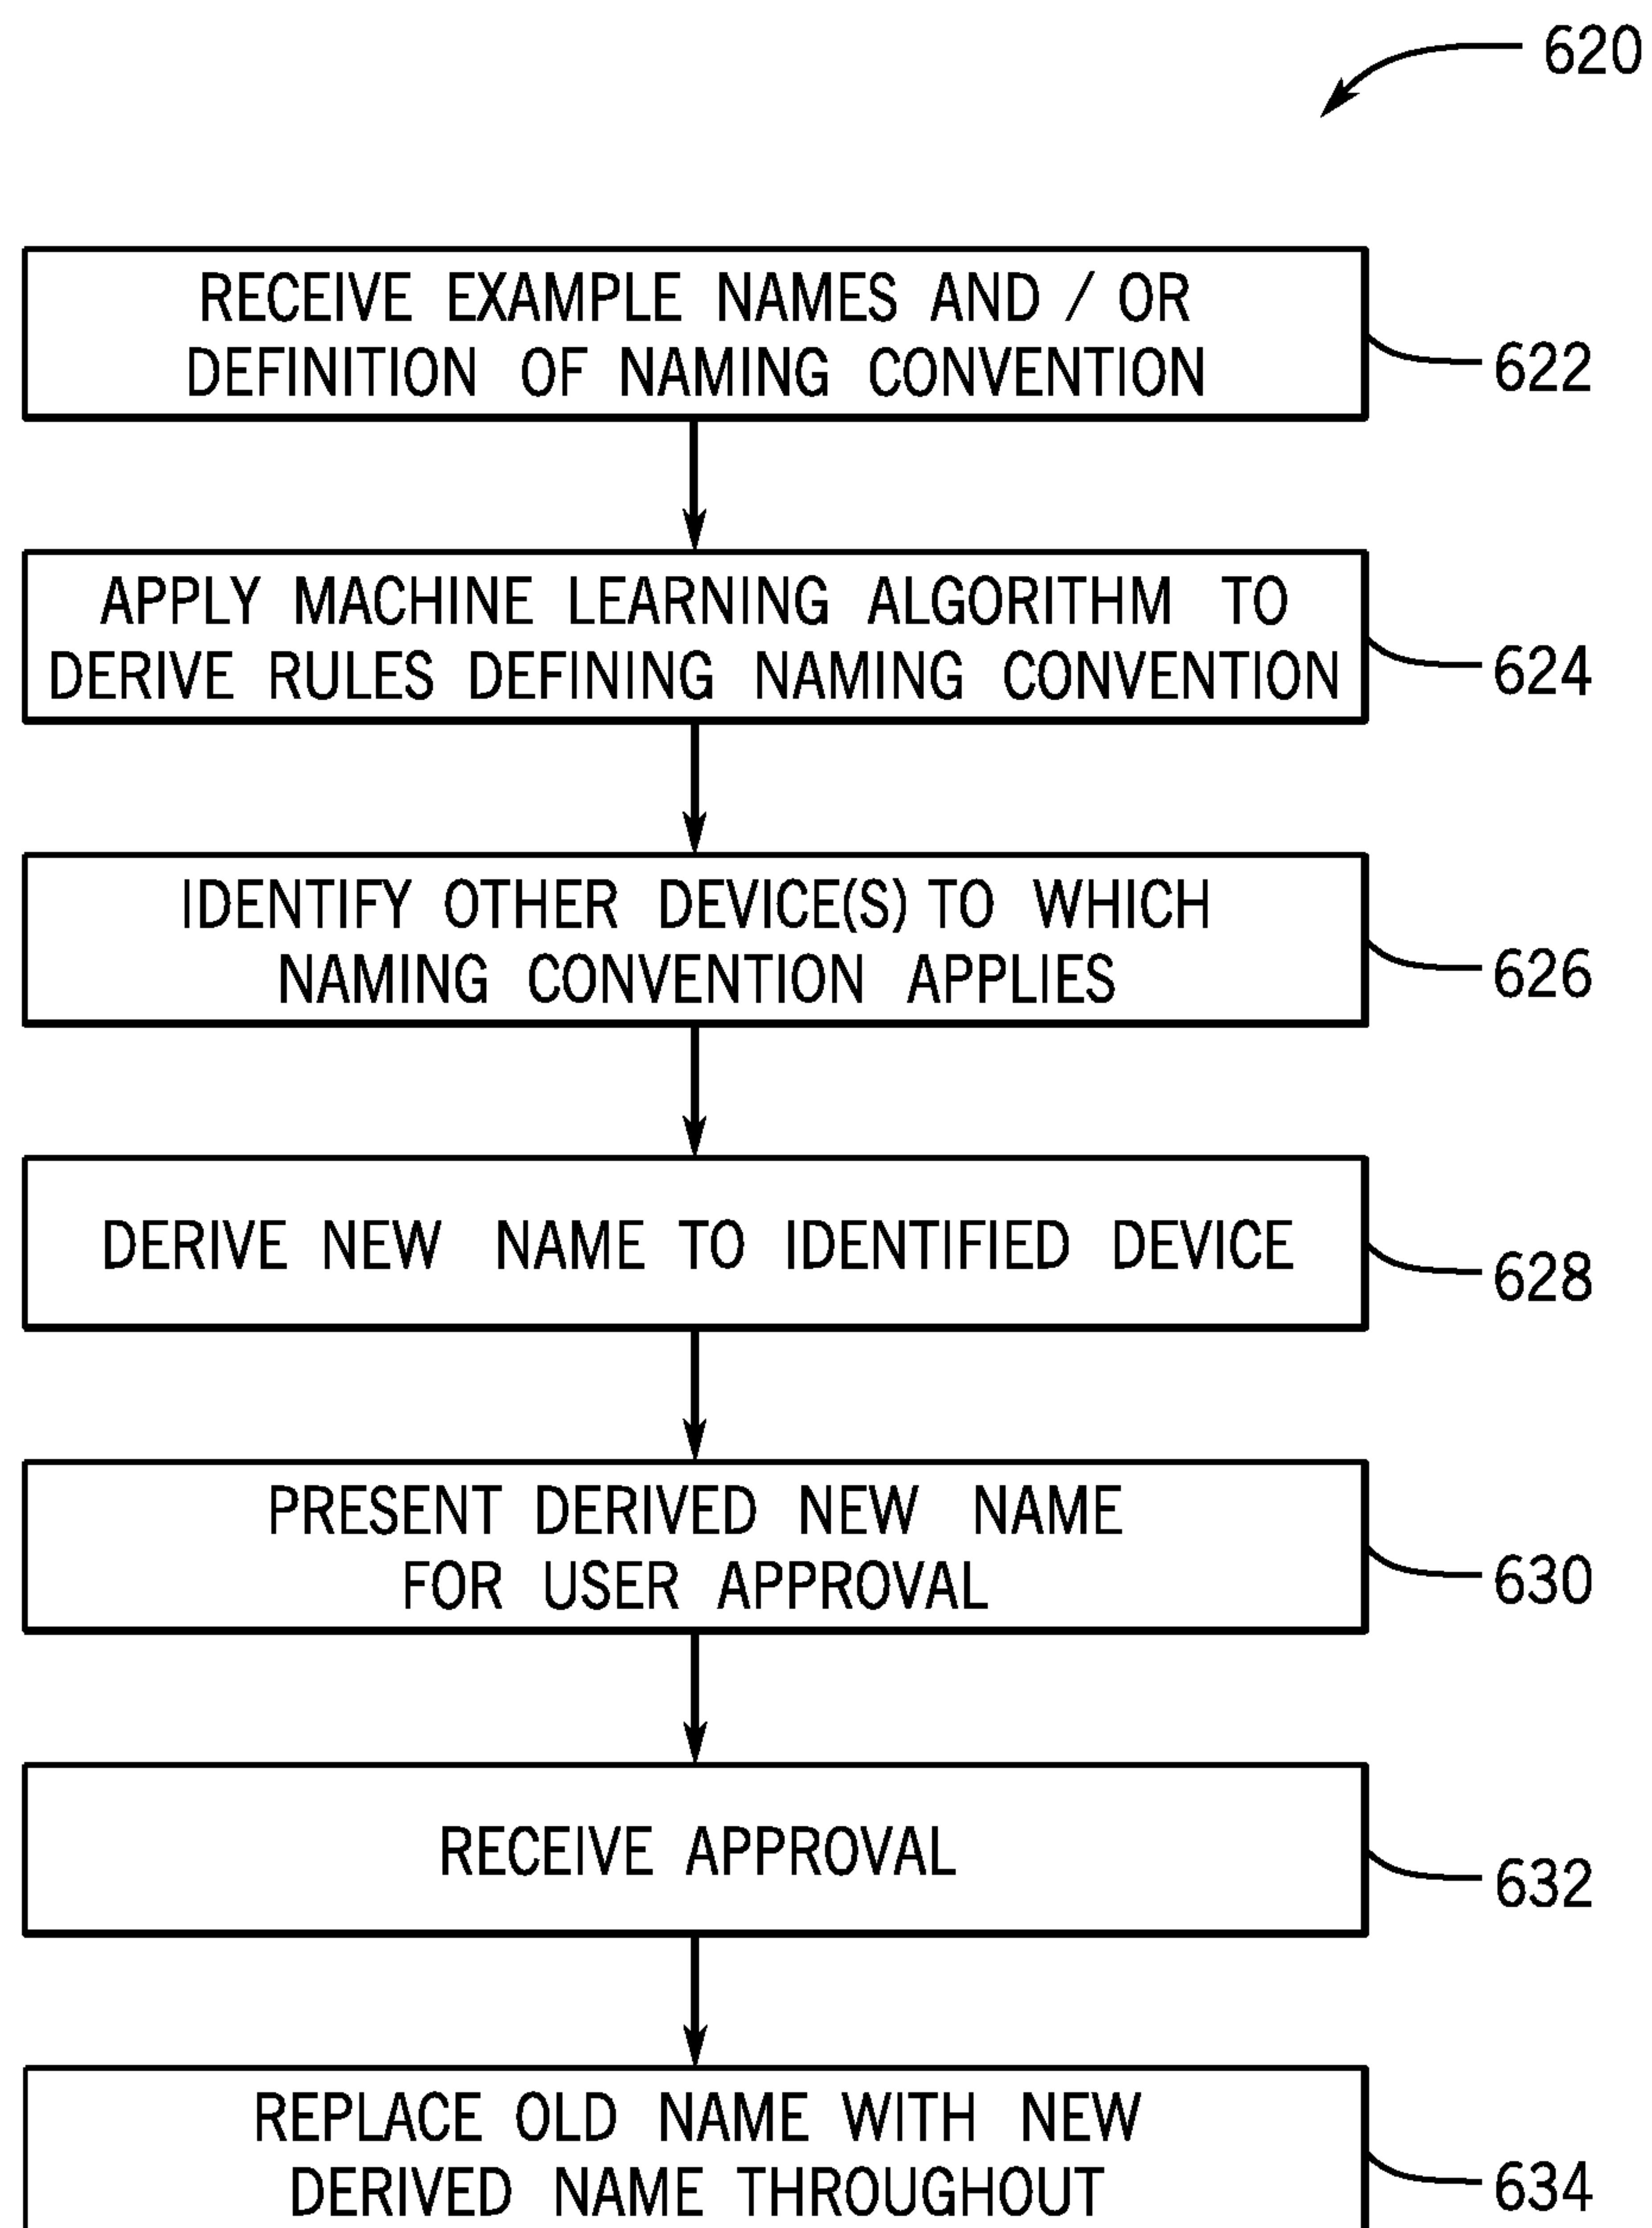 620
RECEIVE EXAMPLE NAMES AND / OR
DEFINITION OF NAMING CONVENTION
622
APPLY MACHINE LEARNING ALGORITHM TO
DERIVE RULES DEFINING NAMING CONVENTION
624
IDENTIFY OTHER DEVICE(S) TO WHICH
NAMING CONVENTION APPLIES
626
DERIVE NEW NAME TO IDENTIFIED DEVICE
628
PRESENT DERIVED NEW NAME
FOR USER APPROVAL
630
RECEIVE APPROVAL
632
REPLACE OLD NAME WITH NEW
DERIVED NAME THROUGHOUT
634